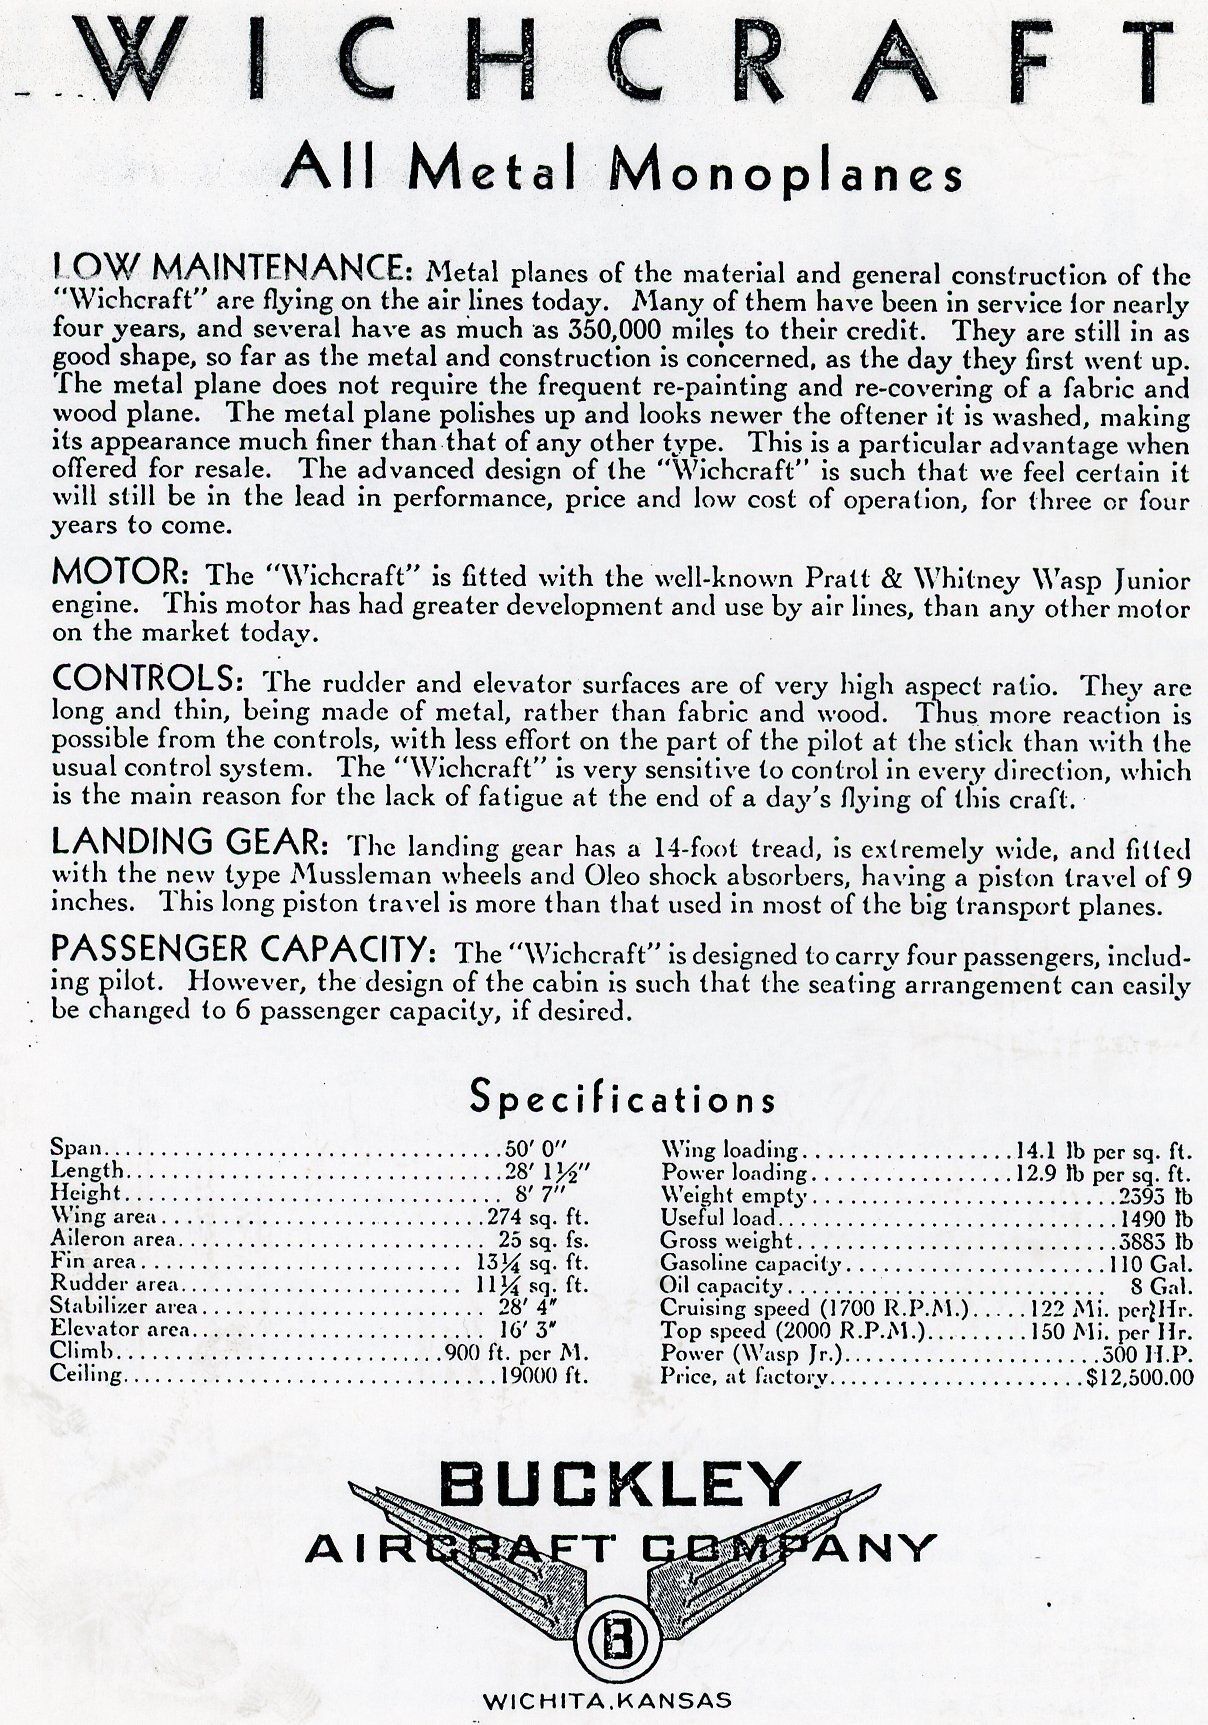 WICHCRAFT
All Metal Monoplanes
LOW MAINTENANCE: Metal planes of the material and general construction of the
"Wichcraft" are flying on the air lines today. Many of them have been in service for nearly
four years, and several have as much as 350,000 miles to their credit. They are still in as
good shape, so far as the metal and construction is concerned, as the day they first went up.
The metal plane does not require the frequent re-painting and re-covering of a fabric and
wood plane. The metal plane polishes up and looks newer the oftener it is washed, making
its appearance much finer than that of any other type. This is a particular advantage when
offered for resale. The advanced design of the "Wichcraft" is such that we feel certain it
will still be in the lead in performance, price and low cost of operation, for three or four
years to come.
MOTOR: The "Wichcraft" is fitted with the well-known Pratt & Whitney Wasp Junior
engine. This motor has had greater development and use by air lines, than any other motor
on the market today.
CONTROLS: The rudder and elevator surfaces are of very high aspect ratio. They are
long and thin, being made of metal, rather than fabric and wood. Thus more reaction is
possible from the controls, with less effort on the part of the pilot at the stick than with the
usual control system. The "Wichcraft" is very sensitive to control in every direction, which
is the main reason for the lack of fatigue at the end of a day's flying of this craft.
LANDING GEAR: The landing gear has a 14-foot tread, is extremely wide, and fitted
with the new type Mussleman wheels and Oleo shock absorbers, having a piston travel of 9
inches. This long piston travel is more than that used in most of the big transport planes.
PASSENGER CAPACITY: The "Wichcraft" is designed to carry four passengers, includ-
ing pilot. However, the design of the cabin is such that the seating arrangement can easily
be changed to 6 passenger capacity, if desired.
Specifications
Span 50' 0"
Length 28' 1½"
Height 8' 7"
Wing area 274 sq. ft.
Aileron area 25 sq. fs.
Fin area 13¼ sq. ft.
Rudder area 11¼ sq. ft.
Stabilizer area 28' 4"
Elevator area 16' 3"
Climb 900 ft. per M.
Ceiling 19000 ft.
Wing loading 14.1 lb per sq. ft.
Power loading 12.9 lb per sq. ft.
Weight empty 2393 lb
Useful load 1490 lb
Gross weight 3883 lb
Gasoline capacity 110 Gal.
Oil capacity 8 Gal.
Cruising speed (1700 R.P.M.) 122 Mi. per Hr.
Top speed (2000 R.P.M.) 150 Mi. per Hr.
Power (Wasp Jr.) 300 H.P.
Price, at factory $12,500.00
BUCKLEY
AIRCRAFT COMPANY
B
WICHITA, KANSAS